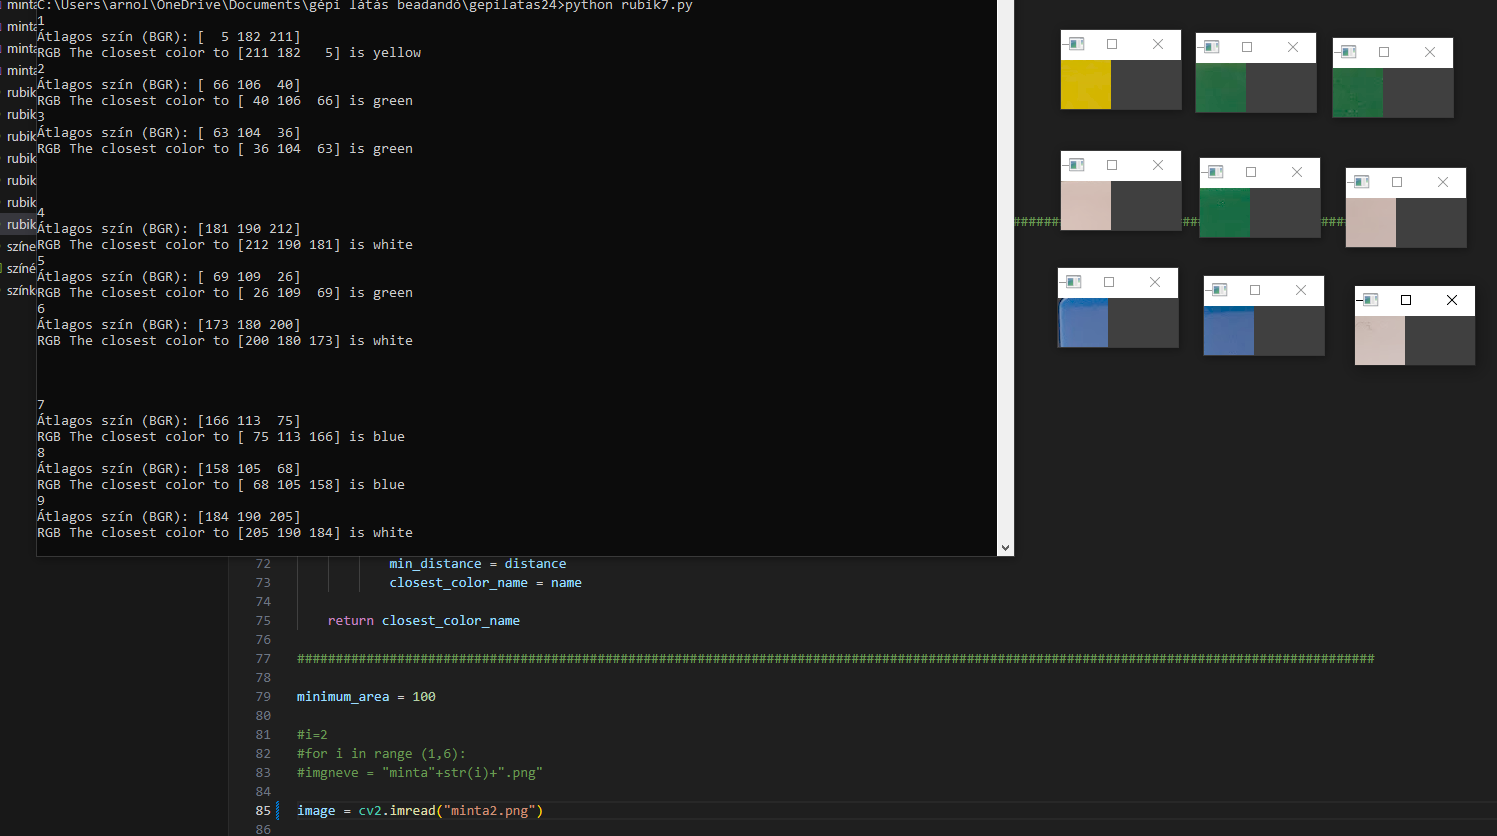 C:\Users\arnol\OneDrive\Documents\gépi látás beadandó\gepilatas24>python rubik7.py
1
Átlagos szín (BGR): [  5 182 211]
RGB The closest color to [211 182   5] is yellow
2
Átlagos szín (BGR): [ 66 106  40]
RGB The closest color to [ 40 106  66] is green
3
Átlagos szín (BGR): [ 63 104  36]
RGB The closest color to [ 36 104  63] is green
4
Átlagos szín (BGR): [181 190 212]
RGB The closest color to [212 190 181] is white
5
Átlagos szín (BGR): [ 69 109  26]
RGB The closest color to [ 26 109  69] is green
6
Átlagos szín (BGR): [173 180 200]
RGB The closest color to [200 180 173] is white
7
Átlagos szín (BGR): [166 113  75]
RGB The closest color to [ 75 113 166] is blue
8
Átlagos szín (BGR): [158 105  68]
RGB The closest color to [ 68 105 158] is blue
9
Átlagos szín (BGR): [184 190 205]
RGB The closest color to [205 190 184] is white
minta
minta
minta
minta
rubik
rubik
rubik
rubik
rubik
rubik
rubik
színe
színé
színk
72 min_distance = distance
73 closest_color_name = name
74
75 return closest_color_name
76
77 ############################################################################################################################################
78
79 minimum_area = 100
80
81 #i=2
82 #for i in range (1,6):
83 #imgneve = "minta"+str(i)+".png"
84
85 image = cv2.imread("minta2.png")
86